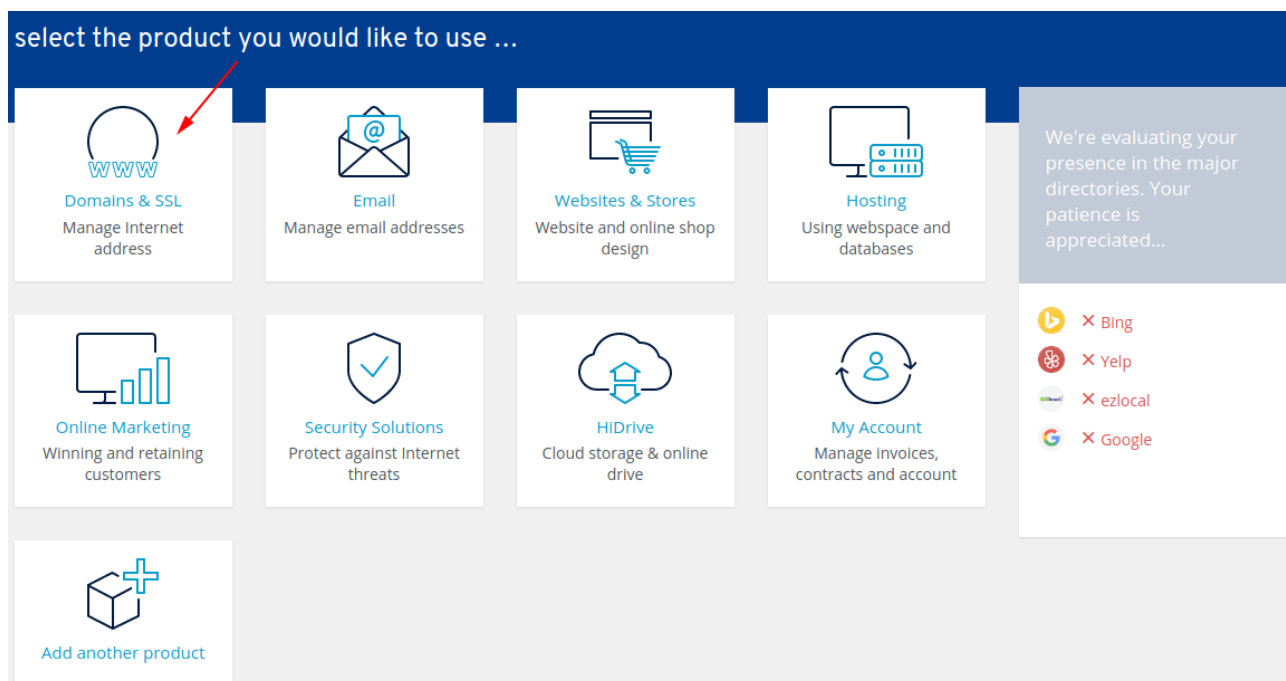 select the product you would like to use ...
www
Domains & SSL
Manage Internet
address
@
Email
Manage email addresses
Websites & Stores
Website and online shop
design
Hosting
Using webspace and
databases
We're evaluating your
presence in the major
directories. Your
patience is
appreciated...
Online Marketing
Winning and retaining
customers
Security Solutions
Protect against Internet
threats
HiDrive
Cloud storage & online
drive
My Account
Manage invoices,
contracts and account
Bing
Yelp
ezlocal
Google
Add another product